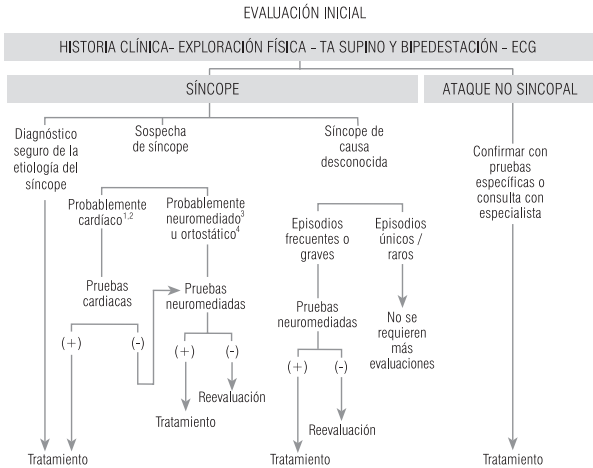 EVALUACIÓN INICIAL
HISTORIA CLÍNICA– EXPLORACIÓN FÍSICA – TA SUPINO Y BIPEDESTACIÓN – ECG
SÍNCOPE
ATAQUE NO SINCOPAL
Diagnóstico
seguro de la
etiología del
síncope
Sospecha
de síncope
Síncope de
causa
desconocida
Confirmar con
pruebas
específicas o
consulta con
especialista
Probablemente
cardíaco1,2
Probablemente
neuromediado3
u ortostático4
Episodios
frecuentes o
graves
Episodios
únicos /
raros
Pruebas
cardiacas
Pruebas
neuromediadas
Pruebas
neuromediadas
No se
requieren
más
evaluaciones
(+)
(-)
(+)
(-)
(+)
(-)
Reevaluación
Tratamiento
Reevaluación
Tratamiento
Tratamiento
Tratamiento